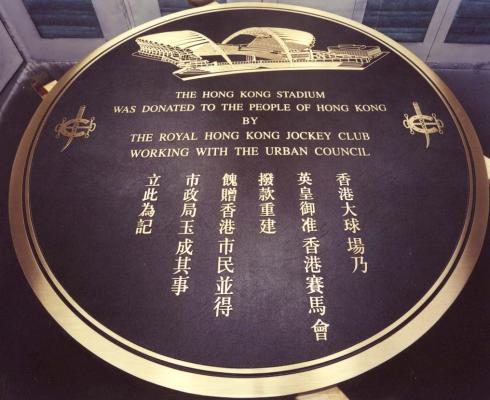 THE HONG KONG STADIUM
WAS DONATED TO THE PEOPLE OF HONG KONG
BY
THE ROYAL HONG KONG JOCKEY CLUB
WORKING WITH THE URBAN COUNCIL
香港大球場乃
英皇御准香港賽馬會
撥款重建
餽贈香港市民並得
市政局玉成其事
立此為記